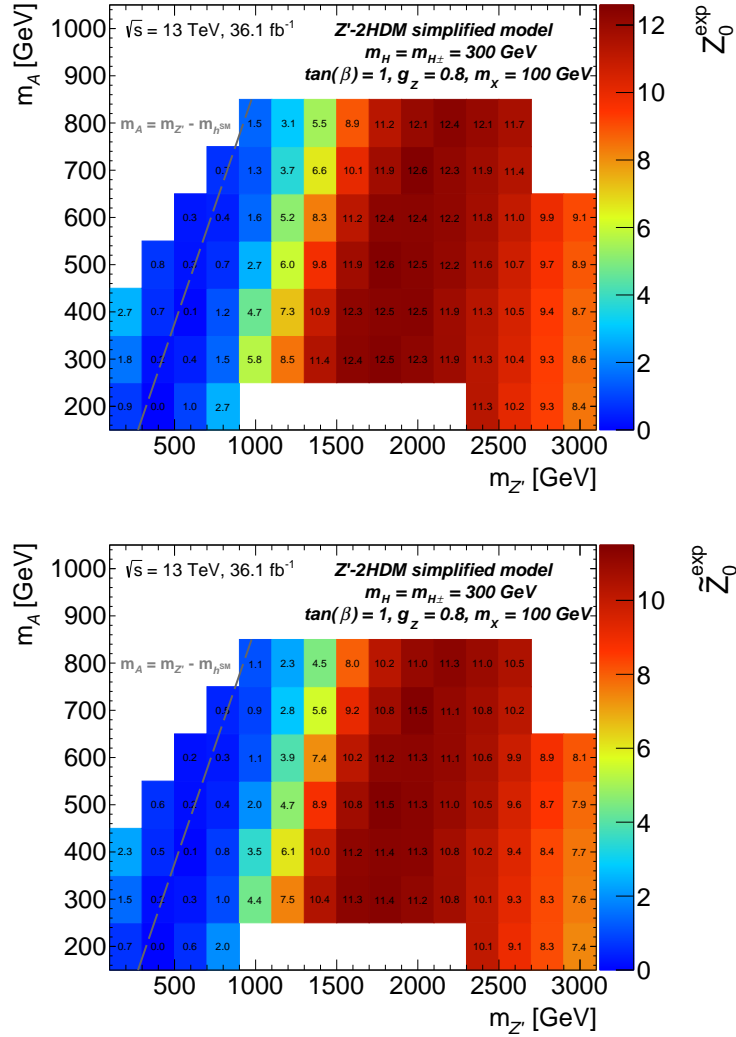 √s = 13 TeV, 36.1 fb⁻¹ Z'-2HDM simplified model
m_H = m_H± = 300 GeV
tan(β) = 1, g_Z = 0.8, m_χ = 100 GeV
m_A = m_Z' - m_h^SM
m_A [GeV]
1000
900
800 1.5 3.1 5.5 8.9 11.2 12.1 12.4 12.1 11.7
700 1.3 3.7 6.6 10.1 11.9 12.6 12.3 11.9 11.4
600 0.3 0.4 1.6 5.2 8.3 11.2 12.4 12.4 12.2 11.8 11.0 9.9 9.1
500 0.8 0.7 2.7 6.0 9.8 11.9 12.6 12.5 12.2 11.6 10.7 9.7 8.9
400 2.7 0.7 0.1 1.2 4.7 7.3 10.9 12.3 12.5 12.5 11.9 11.3 10.5 9.4 8.7
300 1.8 0.4 1.5 5.8 8.5 11.4 12.4 12.5 12.3 11.9 11.3 10.4 9.3 8.6
200 0.9 0.0 1.0 2.7 11.3 10.2 9.3 8.4
500 1000 1500 2000 2500 3000
m_Z' [GeV]
Z_0^exp
12
10
8
6
4
2
0
√s = 13 TeV, 36.1 fb⁻¹ Z'-2HDM simplified model
m_H = m_H± = 300 GeV
tan(β) = 1, g_Z = 0.8, m_χ = 100 GeV
m_A = m_Z' - m_h^SM
m_A [GeV]
1000
900
800 1.1 2.3 4.5 8.0 10.2 11.0 11.3 11.0 10.5
700 0.9 2.8 5.6 9.2 10.8 11.5 11.1 10.8 10.2
600 0.2 0.3 1.1 3.9 7.4 10.2 11.2 11.3 11.1 10.6 9.9 8.9 8.1
500 0.6 0.4 2.0 4.7 8.9 10.8 11.5 11.3 11.0 10.5 9.6 8.7 7.9
400 2.3 0.5 0.1 0.8 3.5 6.1 10.0 11.2 11.4 11.3 10.8 10.2 9.4 8.4 7.7
300 1.5 0.3 1.0 4.4 7.5 10.4 11.3 11.4 11.2 10.8 10.1 9.3 8.3 7.6
200 0.7 0.0 0.6 2.0 10.1 9.1 8.3 7.4
500 1000 1500 2000 2500 3000
m_Z' [GeV]
Z̃_0^exp
10
8
6
4
2
0